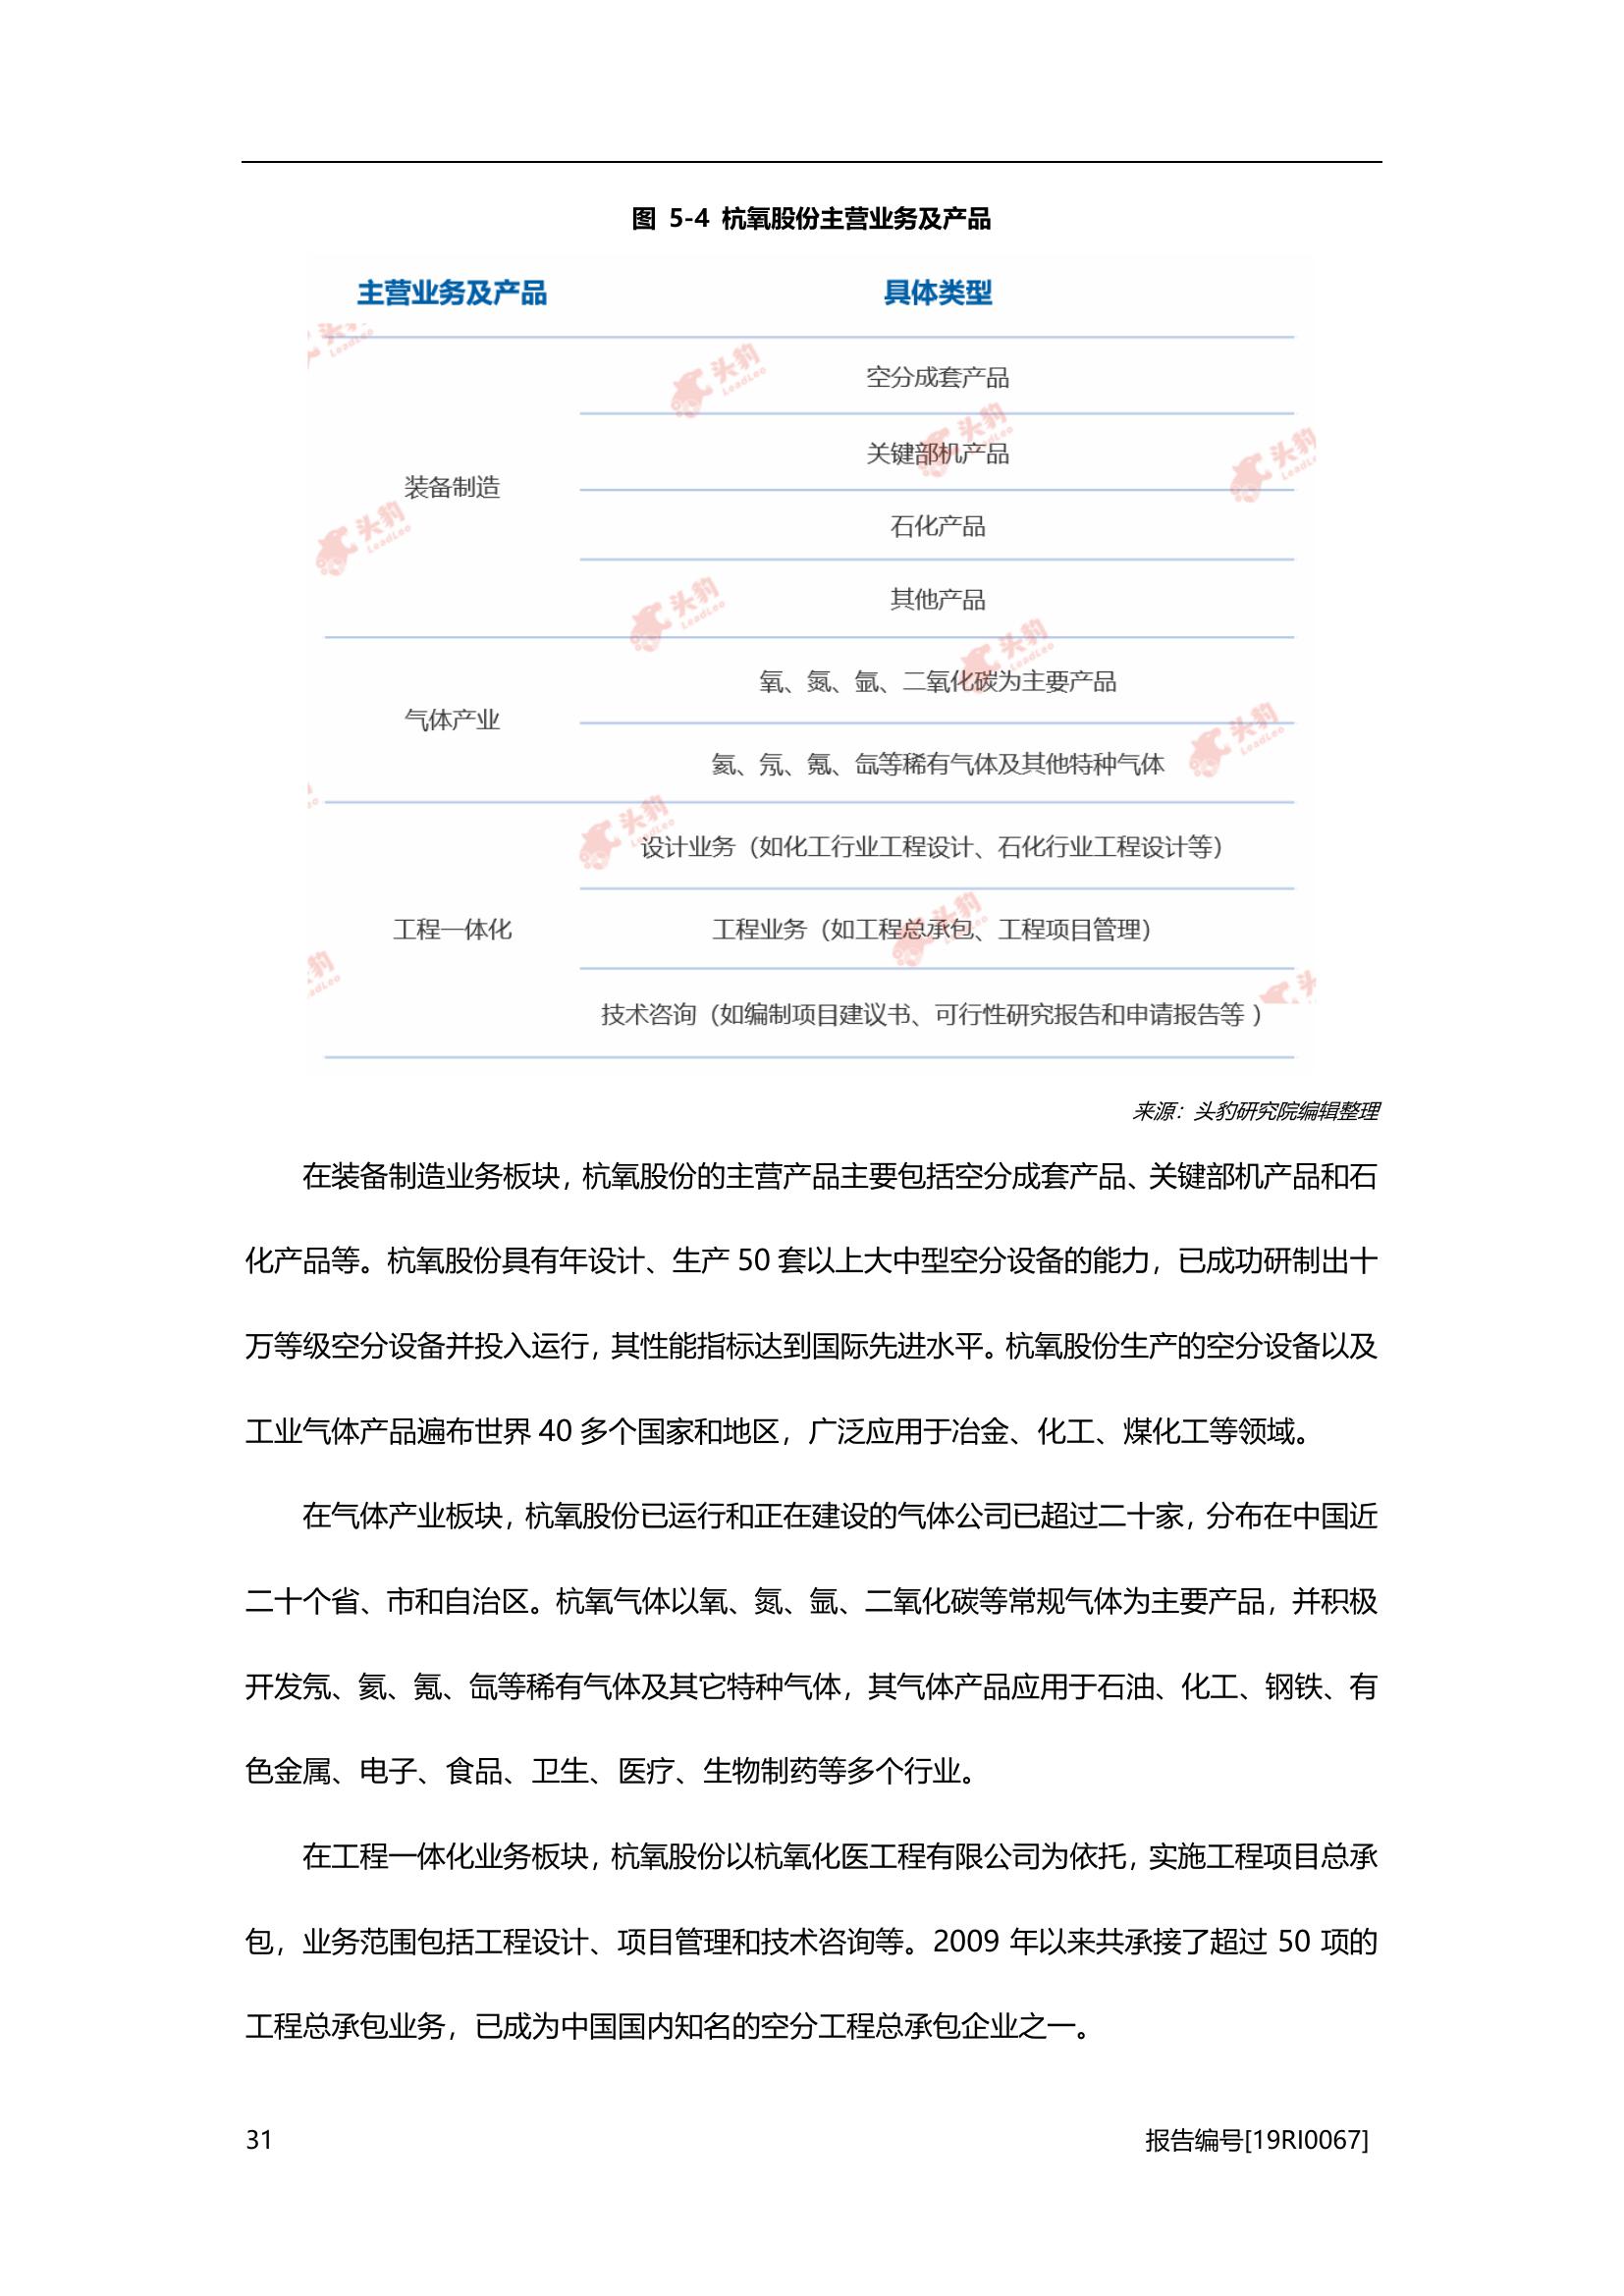 图 5-4 杭氧股份主营业务及产品
主营业务及产品 具体类型
装备制造
空分成套产品
关键部机产品
石化产品
其他产品
气体产业
氧、氮、氩、二氧化碳为主要产品
氦、氖、氪、氙等稀有气体及其他特种气体
工程一体化
设计业务（如化工行业工程设计、石化行业工程设计等）
工程业务（如工程总承包、工程项目管理）
技术咨询（如编制项目建议书、可行性研究报告和申请报告等 ）
头豹
LeadLeo
来源：头豹研究院编辑整理
在装备制造业务板块，杭氧股份的主营产品主要包括空分成套产品、关键部机产品和石
化产品等。杭氧股份具有年设计、生产 50 套以上大中型空分设备的能力，已成功研制出十
万等级空分设备并投入运行，其性能指标达到国际先进水平。杭氧股份生产的空分设备以及
工业气体产品遍布世界 40 多个国家和地区，广泛应用于冶金、化工、煤化工等领域。
在气体产业板块，杭氧股份已运行和正在建设的气体公司已超过二十家，分布在中国近
二十个省、市和自治区。杭氧气体以氧、氮、氩、二氧化碳等常规气体为主要产品，并积极
开发氖、氦、氪、氙等稀有气体及其它特种气体，其气体产品应用于石油、化工、钢铁、有
色金属、电子、食品、卫生、医疗、生物制药等多个行业。
在工程一体化业务板块，杭氧股份以杭氧化医工程有限公司为依托，实施工程项目总承
包，业务范围包括工程设计、项目管理和技术咨询等。2009 年以来共承接了超过 50 项的
工程总承包业务，已成为中国国内知名的空分工程总承包企业之一。
31 报告编号[19RI0067]